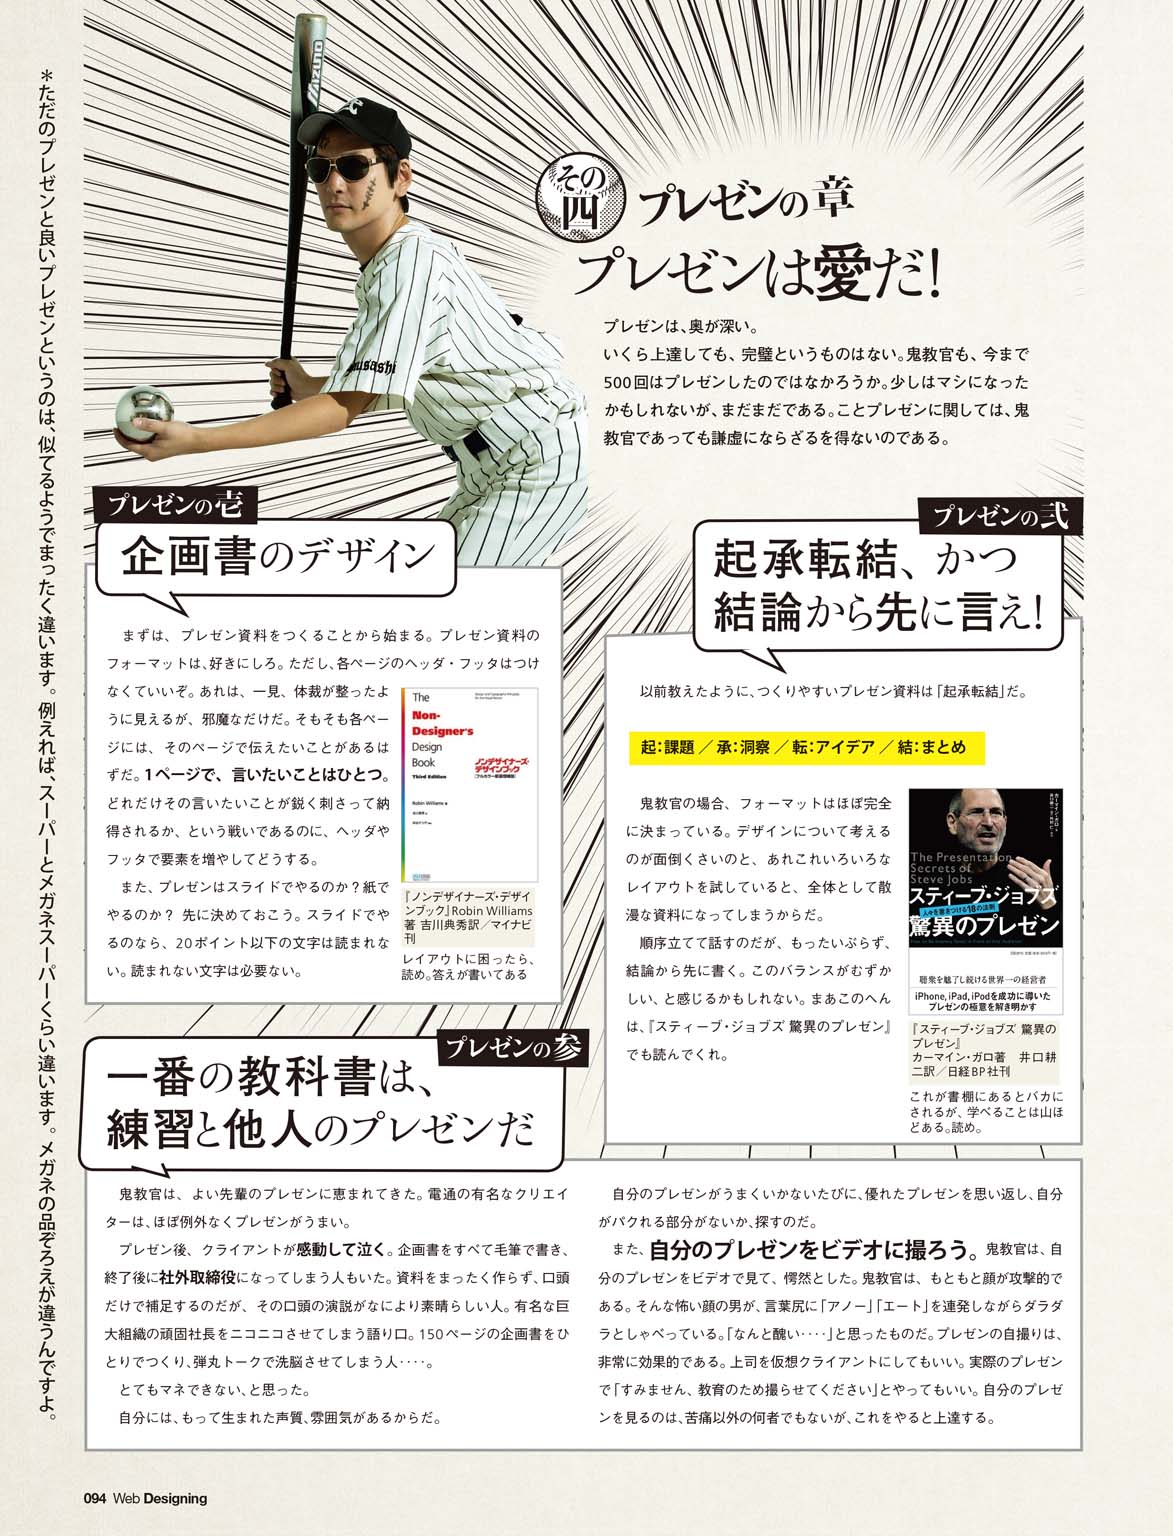 ＊ただのプレゼンと良いプレゼンというのは、似てるようでまったく違います。例えれば、スーパーとメガネスーパーくらい違います。メガネの品ぞろえが違うんですよ。
MIZUNO
musashi
その
四
プレゼンの章
プレゼンは愛だ!
プレゼンは、奥が深い。
いくら上達しても、完璧というものはない。鬼教官も、今まで
500回はプレゼンしたのではなかろうか。少しはマシになった
かもしれないが、まだまだである。ことプレゼンに関しては、鬼
教官であっても謙虚にならざるを得ないのである。
プレゼンの壱
企画書のデザイン
まずは、プレゼン資料をつくることから始まる。プレゼン資料の
フォーマットは、好きにしろ。ただし、各ページのヘッダ・フッタはつけ
なくていいぞ。あれは、一見、体裁が整ったよ
うに見えるが、邪魔なだけだ。そもそも各ペー
ジには、そのページで伝えたいことがあるは
ずだ。1ページで、言いたいことはひとつ。
どれだけその言いたいことが鋭く刺さって納
得されるか、という戦いであるのに、ヘッダや
フッタで要素を増やしてどうする。
また、プレゼンはスライドでやるのか？紙で
やるのか？ 先に決めておこう。スライドでや
るのなら、20ポイント以下の文字は読まれな
い。読まれない文字は必要ない。
The
Non-
Designer's
Design
Book
Third Edition
ノンデザイナーズ・
デザインブック
Robin Williams 著
『ノンデザイナーズ・デザイ
ンブック』Robin Williams
著 吉川典秀訳／マイナビ
刊
レイアウトに困ったら、
読め。答えが書いてある
プレゼンの弐
起承転結、かつ
結論から先に言え!
以前教えたように、つくりやすいプレゼン資料は「起承転結」だ。
起：課題 ／ 承：洞察 ／ 転：アイデア ／ 結：まとめ
鬼教官の場合、フォーマットはほぼ完全
に決まっている。デザインについて考える
のが面倒くさいのと、あれこれいろいろな
レイアウトを試していると、全体として散
漫な資料になってしまうからだ。
順序立てて話すのだが、もったいぶらず、
結論から先に書く。このバランスがむずか
しい、と感じるかもしれない。まあこのへん
は、『スティーブ・ジョブズ 驚異のプレゼン』
でも読んでくれ。
The Presentation
Secrets of
Steve Jobs
スティーブ・ジョブズ
人々を惹きつける18の法則
驚異のプレゼン
聴衆を魅了し続ける世界一の経営者
iPhone, iPad, iPodを成功に導いた
プレゼンの極意を解き明かす
『スティーブ・ジョブズ 驚異の
プレゼン』
カーマイン・ガロ著　井口耕
二訳／日経BP社刊
これが書棚にあるとバカに
されるが、学べることは山ほ
どある。読め。
プレゼンの参
一番の教科書は、
練習と他人のプレゼンだ
鬼教官は、よい先輩のプレゼンに恵まれてきた。電通の有名なクリエイ
ターは、ほぼ例外なくプレゼンがうまい。
プレゼン後、クライアントが感動して泣く。企画書をすべて毛筆で書き、
終了後に社外取締役になってしまう人もいた。資料をまったく作らず、口頭
だけで補足するのだが、その口頭の演説がなにより素晴らしい人。有名な巨
大組織の頑固社長をニコニコさせてしまう語り口。150ページの企画書をひ
とりでつくり、弾丸トークで洗脳させてしまう人‥‥。
とてもマネできない、と思った。
自分には、もって生まれた声質、雰囲気があるからだ。
自分のプレゼンがうまくいかないたびに、優れたプレゼンを思い返し、自分
がパクれる部分がないか、探すのだ。
また、自分のプレゼンをビデオに撮ろう。鬼教官は、自
分のプレゼンをビデオで見て、愕然とした。鬼教官は、もともと顔が攻撃的で
ある。そんな怖い顔の男が、言葉尻に「アノー」「エート」を連発しながらダラダ
ラとしゃべっている。「なんと醜い‥‥」と思ったものだ。プレゼンの自撮りは、
非常に効果的である。上司を仮想クライアントにしてもいい。実際のプレゼン
で「すみません、教育のため撮らせてください」とやってもいい。自分のプレゼ
ンを見るのは、苦痛以外の何者でもないが、これをやると上達する。
094 Web Designing